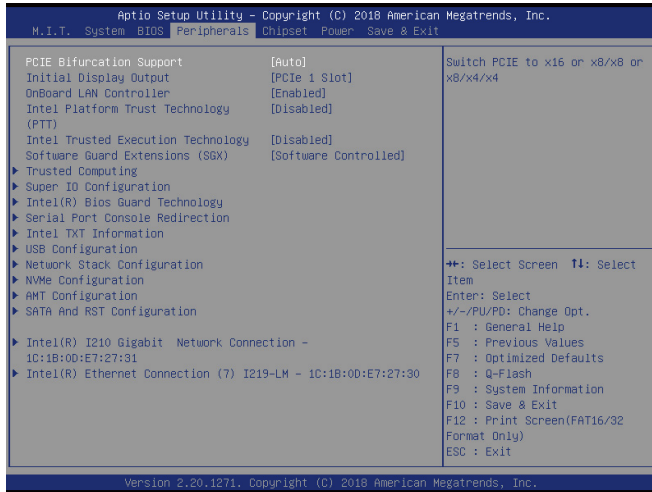 Aptio Setup Utility – Copyright (C) 2018 American Megatrends, Inc.
M.I.T. System BIOS Peripherals Chipset Power Save & Exit
PCIE Bifurcation Support [Auto]
Initial Display Output [PCIe 1 Slot]
OnBoard LAN Controller [Enabled]
Intel Platform Trust Technology [Disabled]
(PTT)
Intel Trusted Execution Technology [Disabled]
Software Guard Extensions (SGX) [Software Controlled]
▶ Trusted Computing
▶ Super IO Configuration
▶ Intel(R) Bios Guard Technology
▶ Serial Port Console Redirection
▶ Intel TXT Information
▶ USB Configuration
▶ Network Stack Configuration
▶ NVMe Configuration
▶ AMT Configuration
▶ SATA And RST Configuration
▶ Intel(R) I210 Gigabit Network Connection –
1C:1B:0D:E7:27:31
▶ Intel(R) Ethernet Connection (7) I219-LM – 1C:1B:0D:E7:27:30
Switch PCIE to x16 or x8/x8 or
x8/x4/x4
→←: Select Screen ↑↓: Select
Item
Enter: Select
+/-/PU/PD: Change Opt.
F1 : General Help
F5 : Previous Values
F7 : Optimized Defaults
F8 : Q-Flash
F9 : System Information
F10 : Save & Exit
F12 : Print Screen(FAT16/32
Format Only)
ESC : Exit
Version 2.20.1271. Copyright (C) 2018 American Megatrends, Inc.